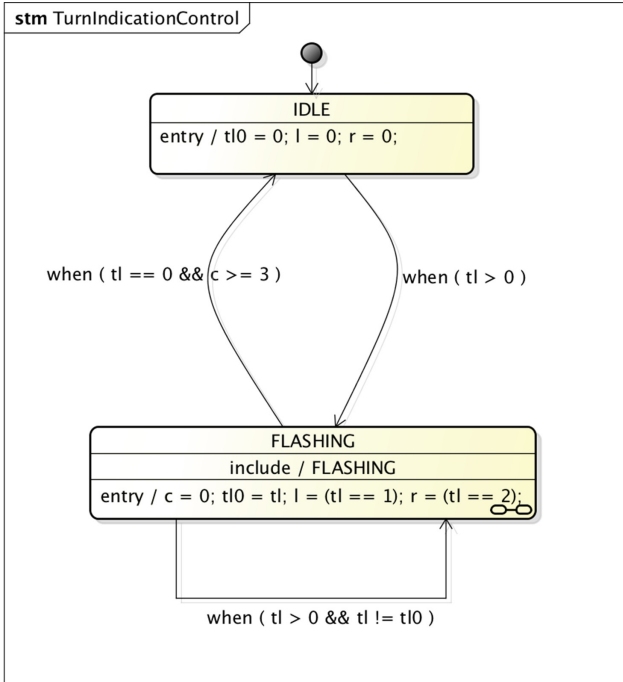 stm TurnIndicationControl
IDLE
entry / tl0 = 0; l = 0; r = 0;
when ( tl == 0 && c >= 3 )
when ( tl > 0 )
FLASHING
include / FLASHING
entry / c = 0; tl0 = tl; l = (tl == 1); r = (tl == 2);
when ( tl > 0 && tl != tl0 )